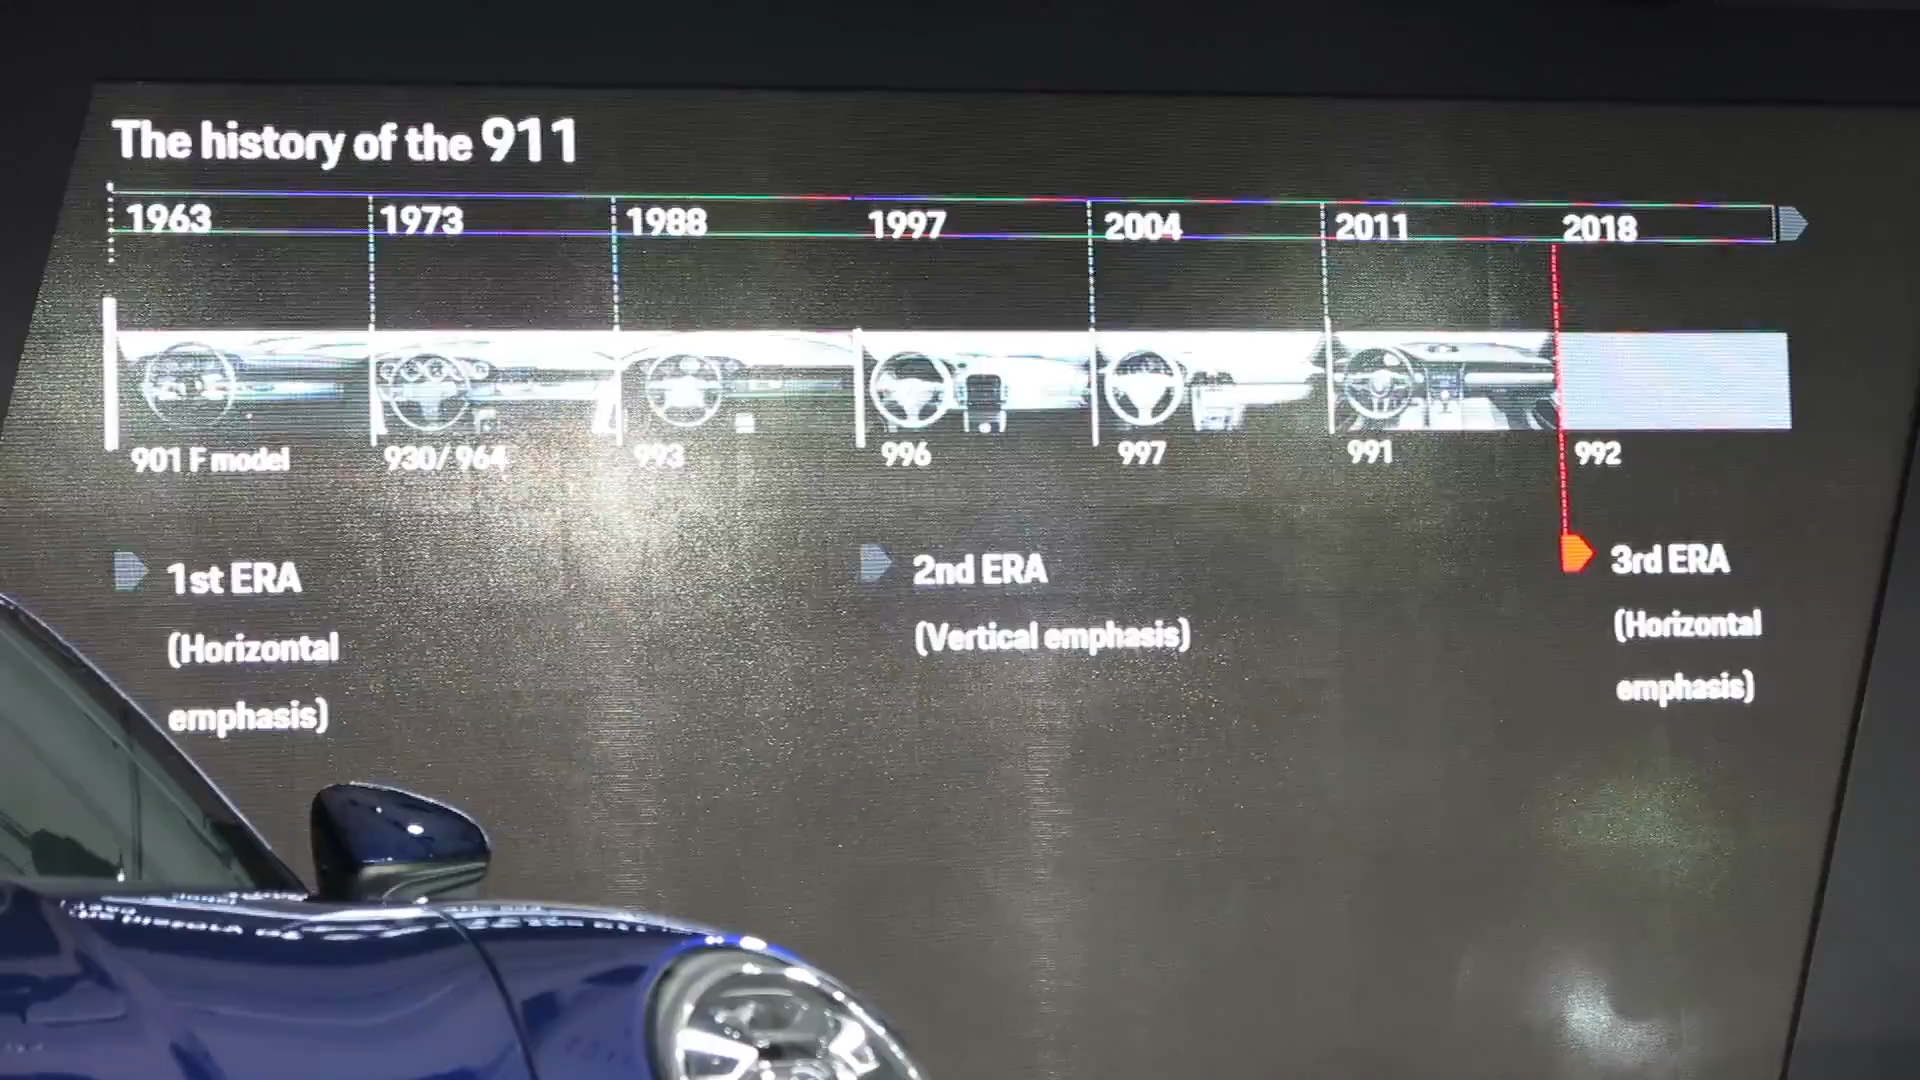 The history of the 911
1963 1973 1988 1997 2004 2011 2018
901 F model 930/964 993 996 997 991 992
1st ERA
(Horizontal
emphasis)
2nd ERA
(Vertical emphasis)
3rd ERA
(Horizontal
emphasis)